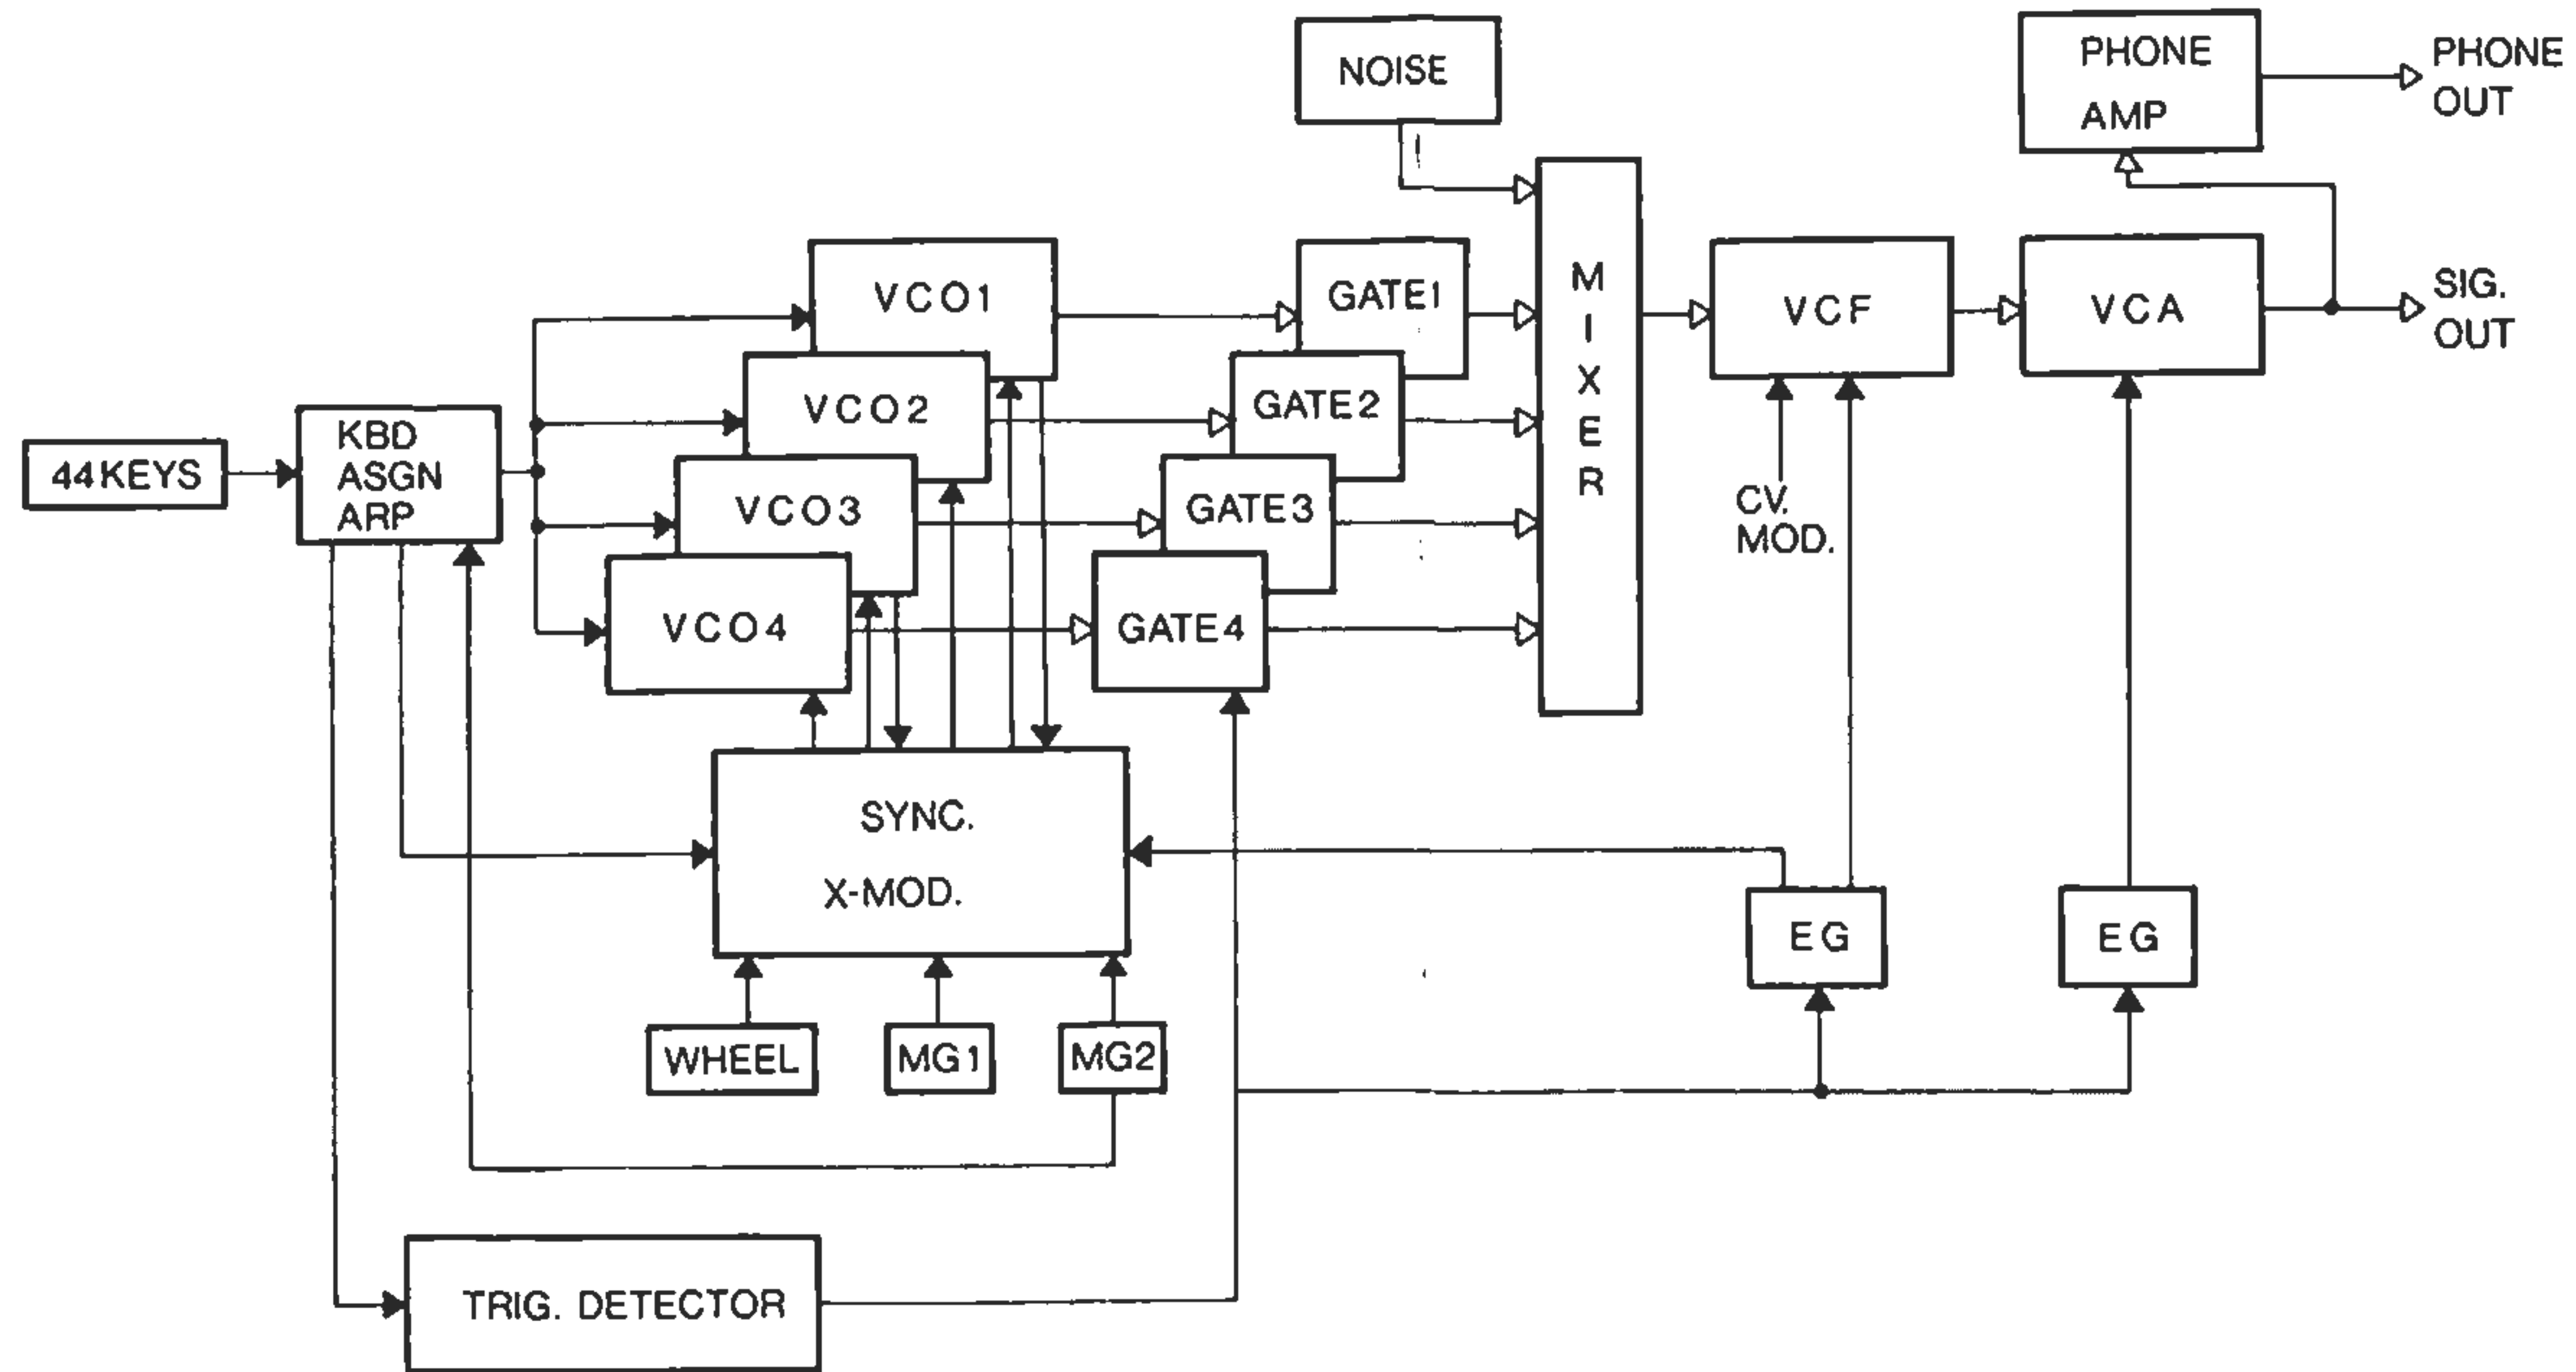 NOISE
PHONE
AMP
PHONE
OUT
VCO1
GATE1
MIXER
VCF
VCA
SIG.
OUT
VCO2
GATE2
44KEYS
KBD
ASGN
ARP
VCO3
GATE3
CV.
MOD.
VCO4
GATE4
SYNC.
X-MOD.
EG
EG
WHEEL
MG1
MG2
TRIG. DETECTOR